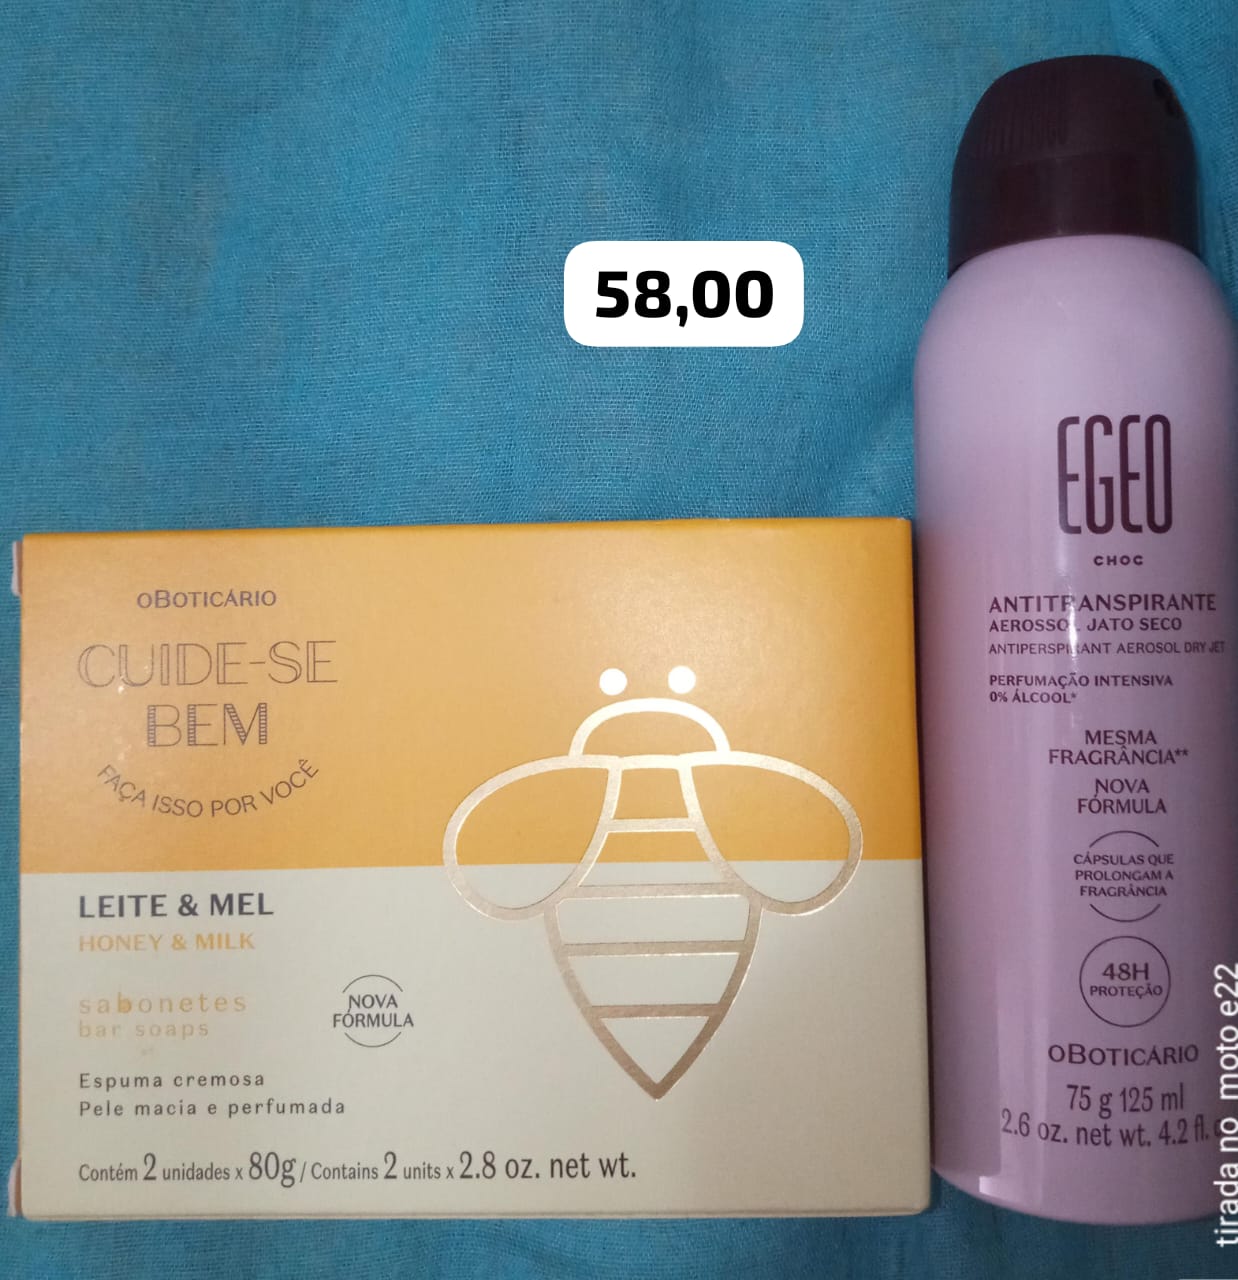 58,00
oBOTICÁRIO
CUIDE-SE
BEM
FAÇA ISSO POR VOCÊ
LEITE & MEL
HONEY & MILK
sabonetes
bar soaps
NOVA
FÓRMULA
Espuma cremosa
Pele macia e perfumada
Contém 2 unidades x 80g / Contains 2 units x 2.8 oz. net wt.
EGEO
CHOC
ANTITRANSPIRANTE
AEROSSOL JATO SECO
ANTIPERSPIRANT AEROSOL DRY JET
PERFUMAÇÃO INTENSIVA
0% ÁLCOOL*
MESMA
FRAGRÂNCIA**
NOVA
FÓRMULA
CÁPSULAS QUE
PROLONGAM A
FRAGRÂNCIA
48H
PROTEÇÃO
oBOTICÁRIO
75 g 125 ml
2.6 oz. net wt. 4.2 fl.
tirada no moto e22